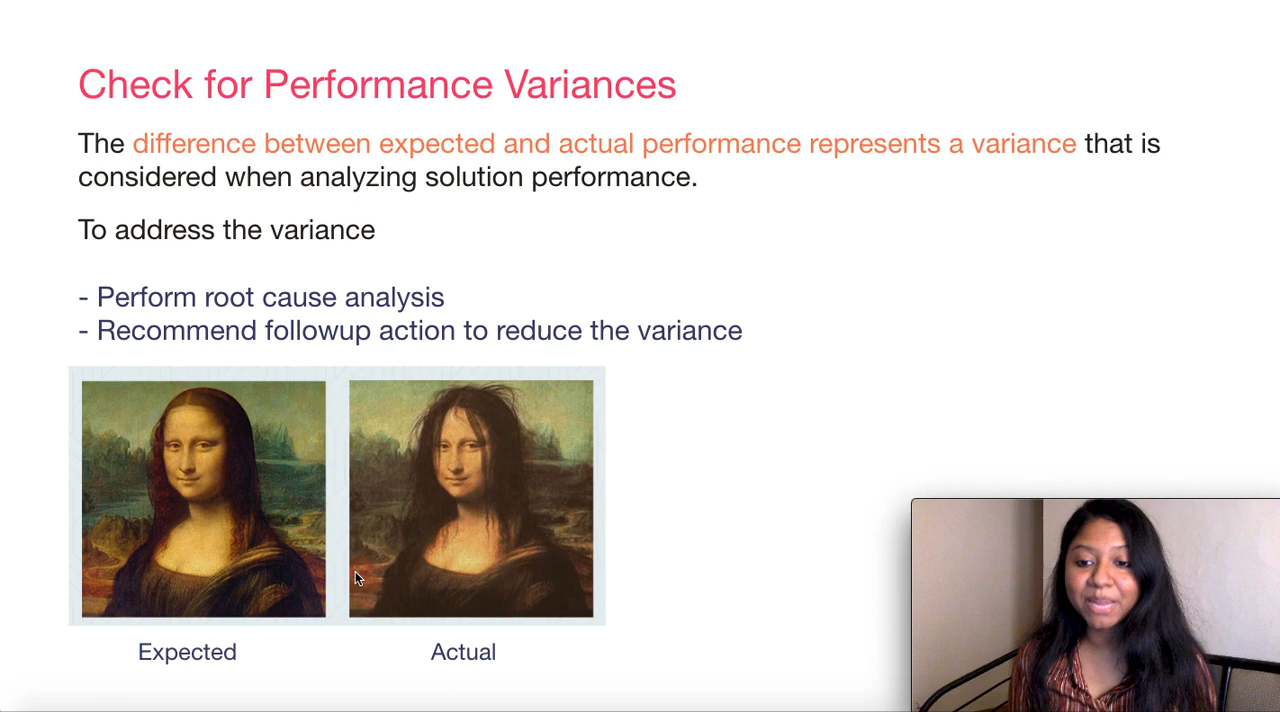 Check for Performance Variances
The difference between expected and actual performance represents a variance that is
considered when analyzing solution performance.
To address the variance
- Perform root cause analysis
- Recommend followup action to reduce the variance
Expected
Actual